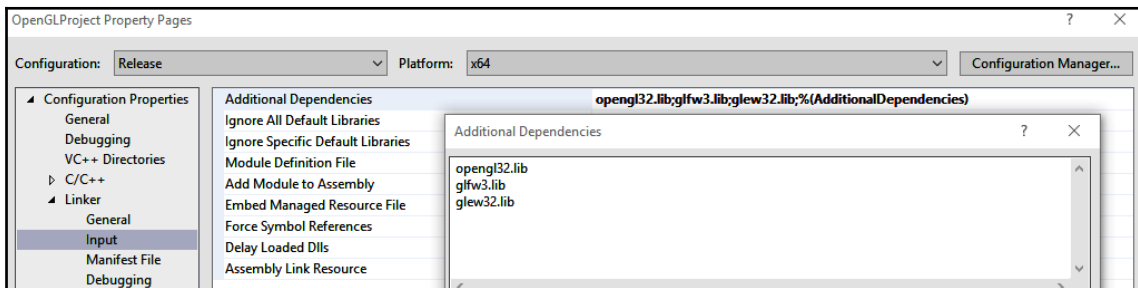 OpenGLProject Property Pages ? ×
Configuration: Release Platform: x64 Configuration Manager...
Configuration Properties
General
Debugging
VC++ Directories
C/C++
Linker
General
Input
Manifest File
Debugging
Additional Dependencies opengl32.lib;glfw3.lib;glew32.lib;%(AdditionalDependencies)
Ignore All Default Libraries
Ignore Specific Default Libraries
Module Definition File
Add Module to Assembly
Embed Managed Resource File
Force Symbol References
Delay Loaded Dlls
Assembly Link Resource
Additional Dependencies ? ×
opengl32.lib
glfw3.lib
glew32.lib